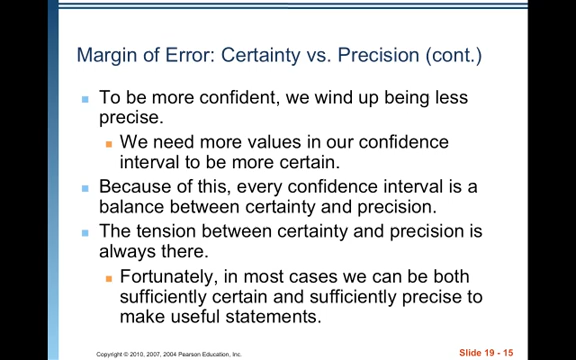 Margin of Error: Certainty vs. Precision (cont.)
To be more confident, we wind up being less
precise.
We need more values in our confidence
interval to be more certain.
Because of this, every confidence interval is a
balance between certainty and precision.
The tension between certainty and precision is
always there.
Fortunately, in most cases we can be both
sufficiently certain and sufficiently precise to
make useful statements.
Copyright © 2010, 2007, 2004 Pearson Education, Inc.
Slide 19 - 15